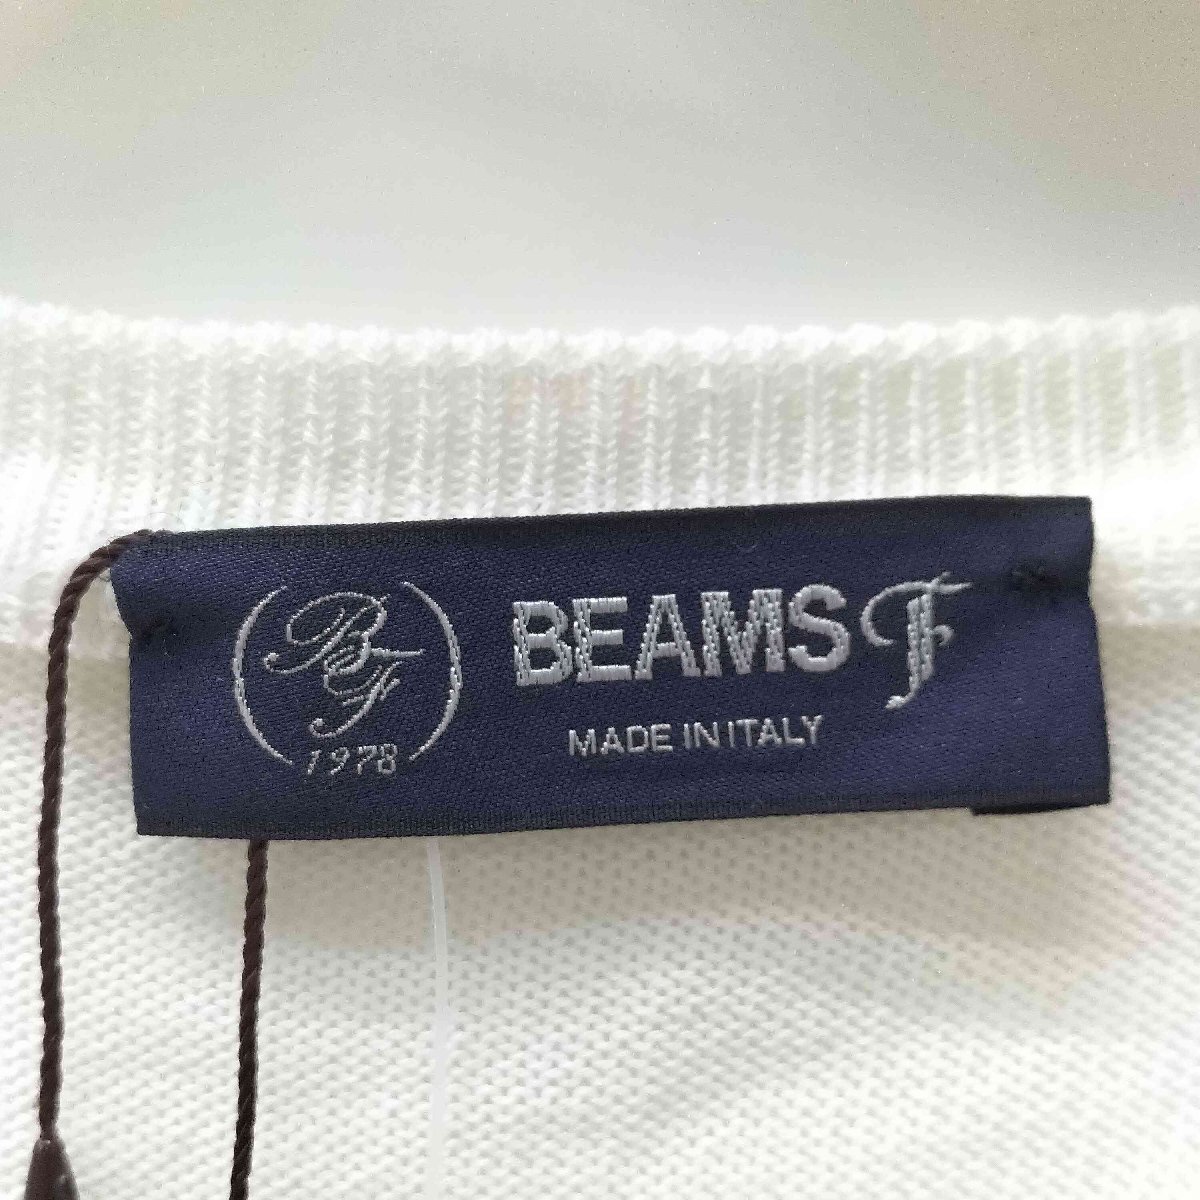 BF
1978
BEAMS F
MADE IN ITALY